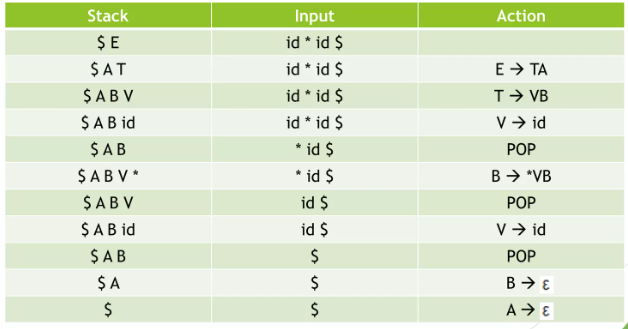 Stack Input Action
$ E id * id $
$ A T id * id $ E → TA
$ A B V id * id $ T → VB
$ A B id id * id $ V → id
$ A B * id $ POP
$ A B V * * id $ B → *VB
$ A B V id $ POP
$ A B id id $ V → id
$ A B $ POP
$ A $ B → ε
$ $ A → ε